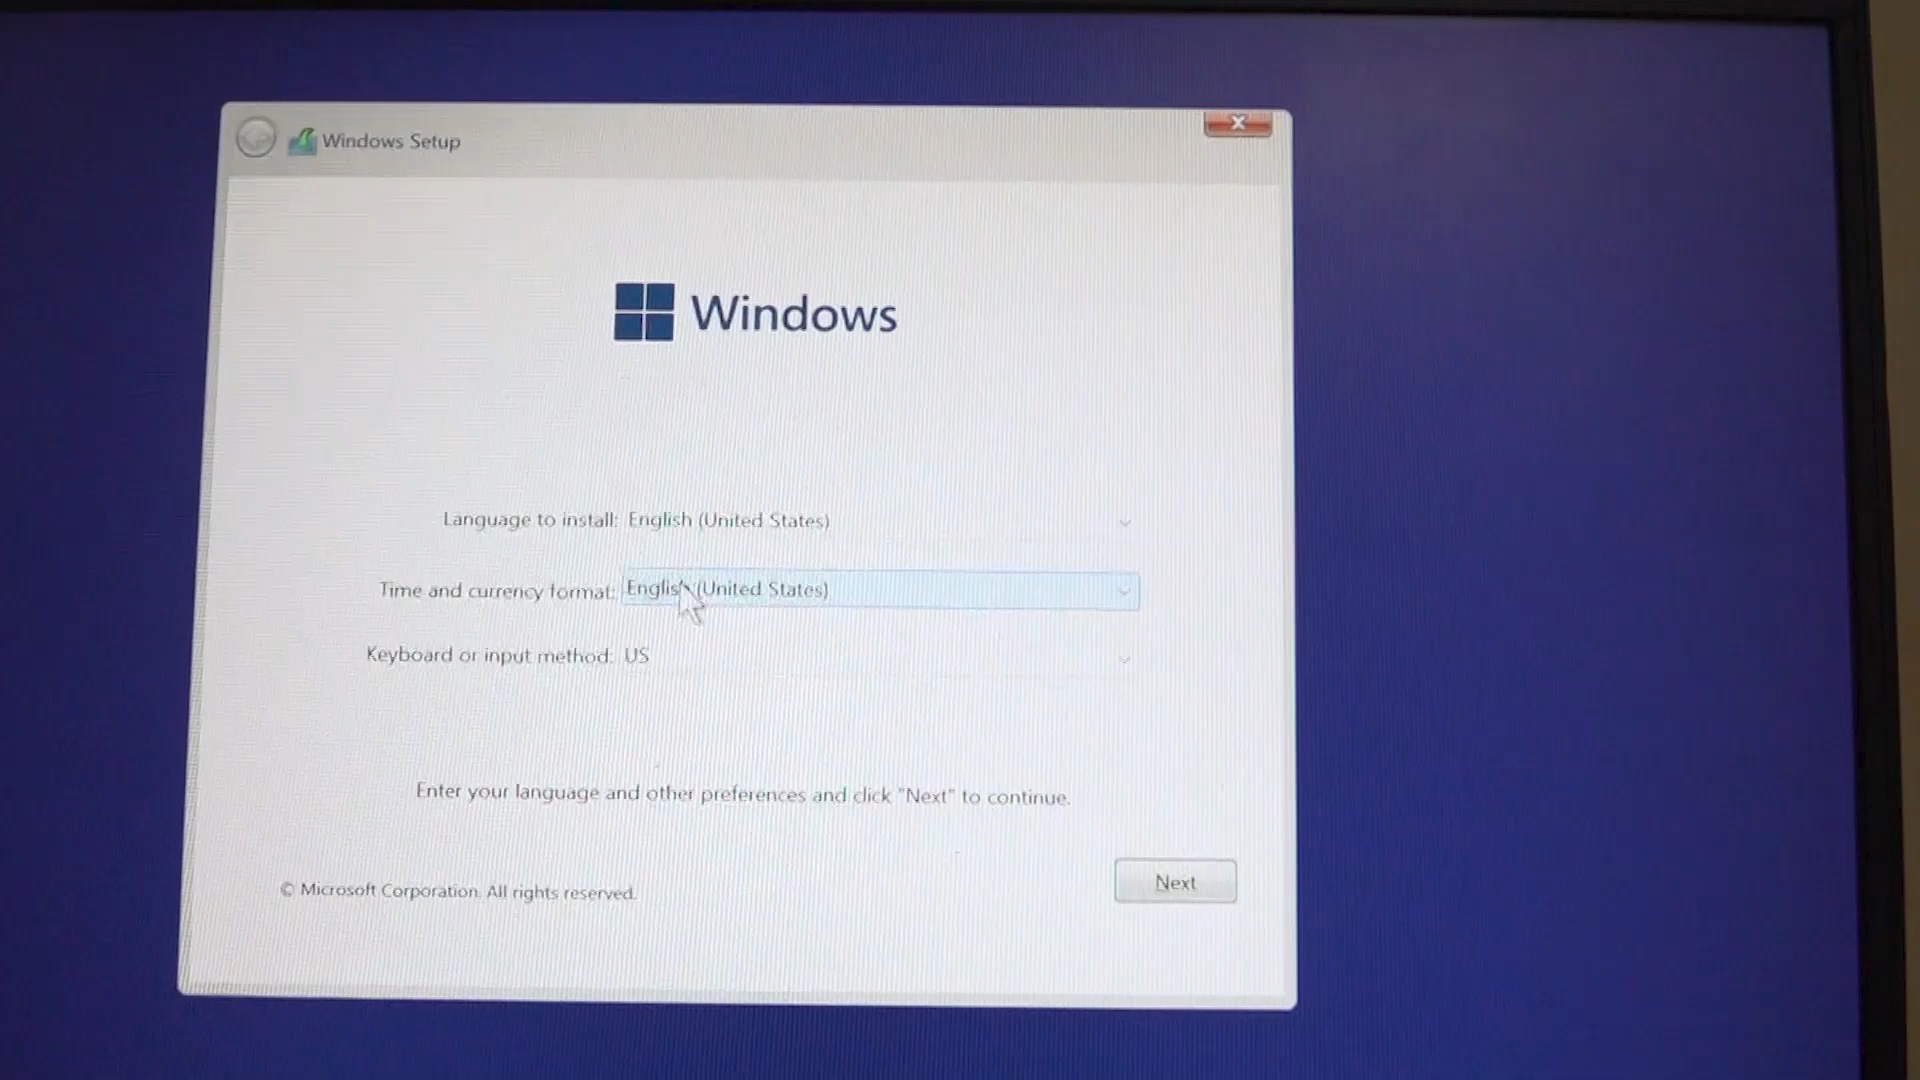 Windows Setup
Windows
Language to install: English (United States)
Time and currency format: English (United States)
Keyboard or input method: US
Enter your language and other preferences and click "Next" to continue.
© Microsoft Corporation. All rights reserved.
Next